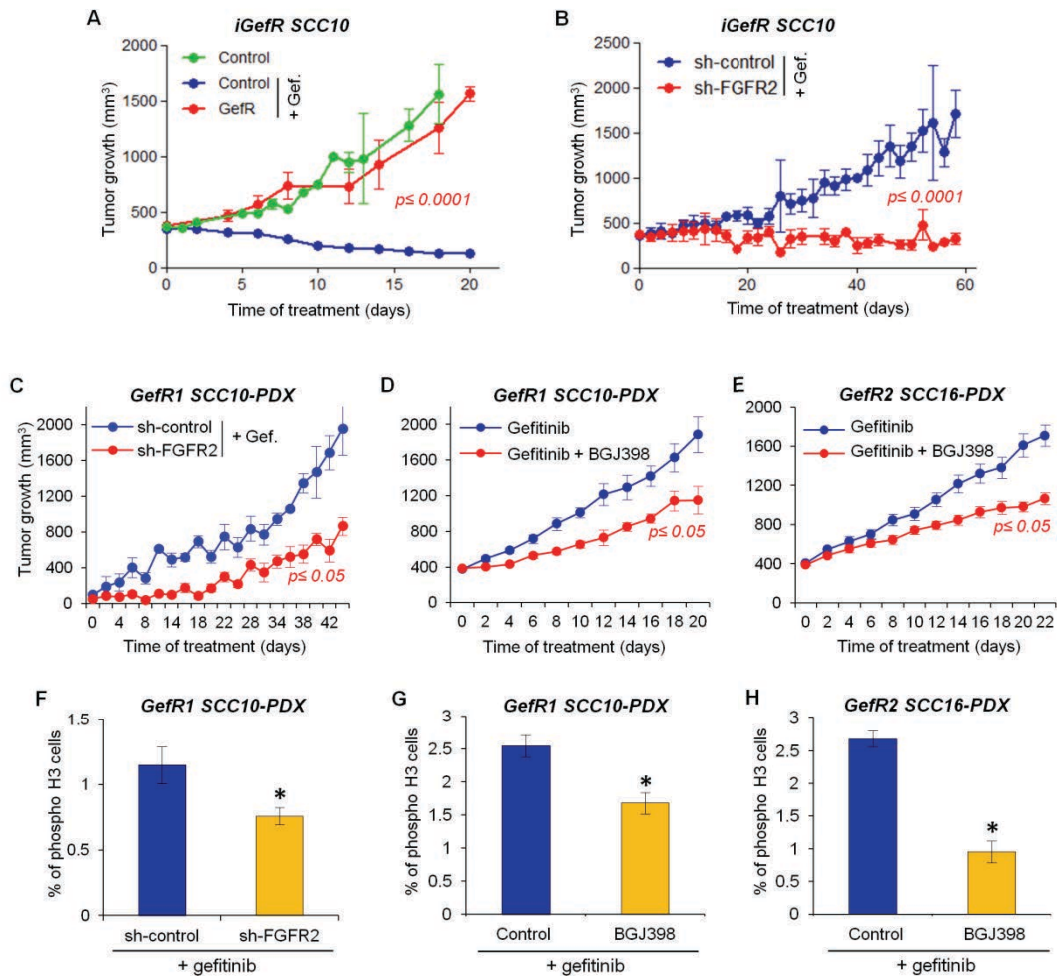 A
iGefR SCC10
Tumor growth (mm³)
2000
1500
1000
500
0
Control
Control
GefR
+ Gef.
p≤ 0.0001
0 5 10 15 20
Time of treatment (days)
B
iGefR SCC10
Tumor growth (mm³)
2500
2000
1500
1000
500
0
sh-control
sh-FGFR2
+ Gef.
p≤ 0.0001
0 20 40 60
Time of treatment (days)
C
GefR1 SCC10-PDX
Tumor growth (mm³)
2000
1600
1200
800
400
0
sh-control
sh-FGFR2
+ Gef.
p≤ 0.05
0 4 8 14 18 22 28 34 38 42
Time of treatment (days)
D
GefR1 SCC10-PDX
2000
1600
1200
800
400
0
Gefitinib
Gefitinib + BGJ398
p≤ 0.05
0 2 4 6 8 10 12 14 16 18 20
Time of treatment (days)
E
GefR2 SCC16-PDX
2000
1600
1200
800
400
0
Gefitinib
Gefitinib + BGJ398
p≤ 0.05
0 2 4 6 8 10 12 14 16 18 20 22
Time of treatment (days)
F
GefR1 SCC10-PDX
% of phospho H3 cells
1.5
1
0.5
0
*
sh-control sh-FGFR2
+ gefitinib
G
GefR1 SCC10-PDX
% of phospho H3 cells
3
2.5
2
1.5
1
0.5
0
*
Control BGJ398
+ gefitinib
H
GefR2 SCC16-PDX
% of phospho H3 cells
3
2.5
2
1.5
1
0.5
0
*
Control BGJ398
+ gefitinib